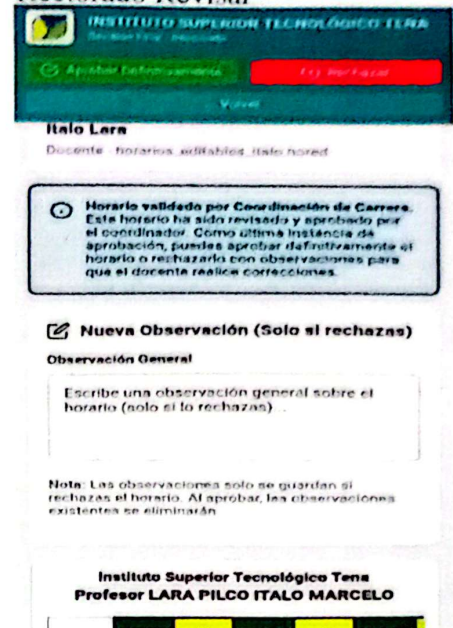 INSTITUTO SUPERIOR TECNOLÓGICO TENA
Aprobar Definitivamente
Rechazar
Volver
Italo Lara
Docente
Horario validado por Coordinación de Carrera.
Este horario ha sido revisado y aprobado por
el coordinador. Como última instancia de
aprobación, puedes aprobar definitivamente el
horario o rechazarlo con observaciones para
que el docente realice correcciones.
Nueva Observación (Solo si rechazas)
Observación General
Escribe una observación general sobre el
horario (solo si lo rechazas)...
Nota: Las observaciones solo se guardan si
rechazas el horario. Al aprobar, las observaciones
existentes se eliminarán
Instituto Superior Tecnológico Tena
Profesor LARA PILCO ITALO MARCELO